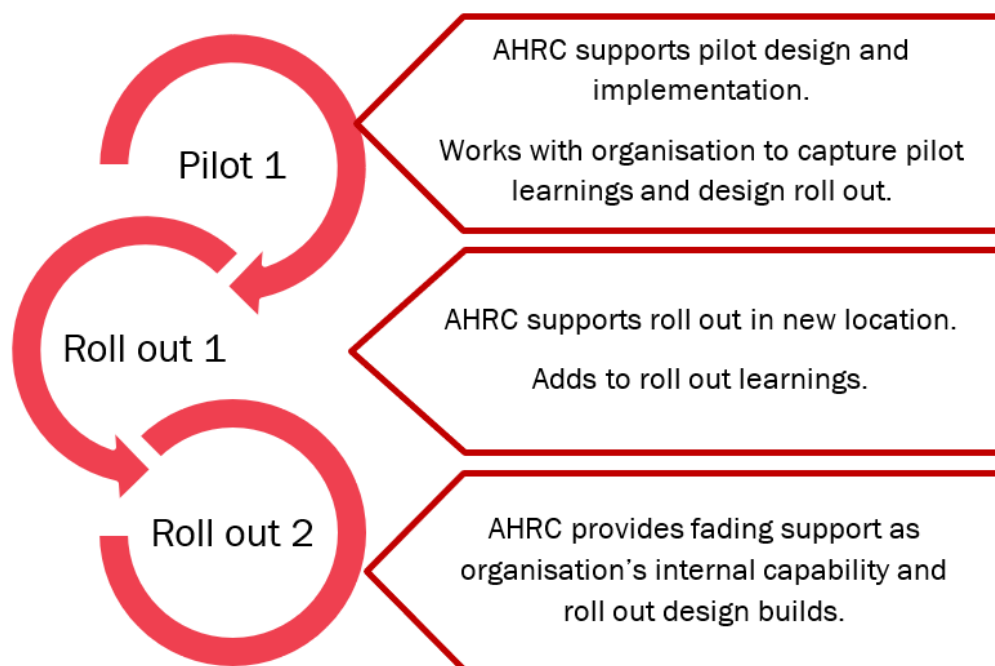 Pilot 1
AHRC supports pilot design and
implementation.
Works with organisation to capture pilot
learnings and design roll out.
Roll out 1
AHRC supports roll out in new location.
Adds to roll out learnings.
Roll out 2
AHRC provides fading support as
organisation's internal capability and
roll out design builds.